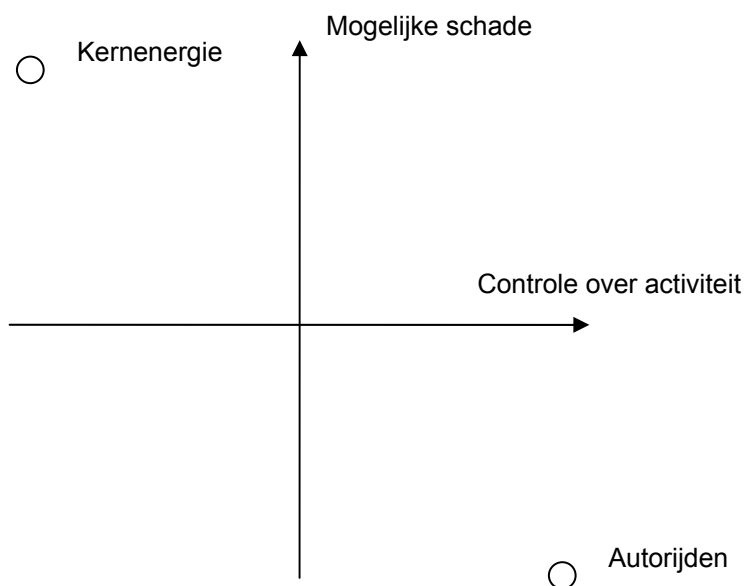 Mogelijke schade
Kernenergie
Controle over activiteit
Autorijden